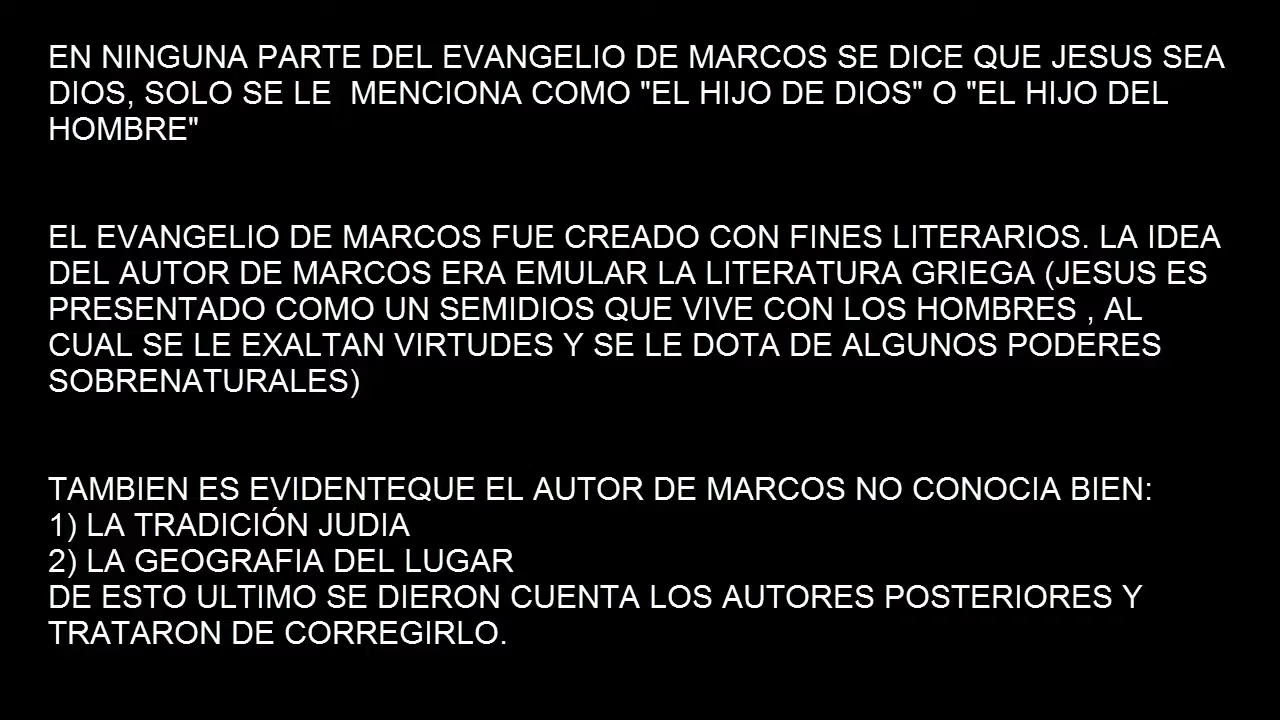 EN NINGUNA PARTE DEL EVANGELIO DE MARCOS SE DICE QUE JESUS SEA
DIOS, SOLO SE LE  MENCIONA COMO "EL HIJO DE DIOS" O "EL HIJO DEL
HOMBRE"
EL EVANGELIO DE MARCOS FUE CREADO CON FINES LITERARIOS. LA IDEA
DEL AUTOR DE MARCOS ERA EMULAR LA LITERATURA GRIEGA (JESUS ES
PRESENTADO COMO UN SEMIDIOS QUE VIVE CON LOS HOMBRES , AL
CUAL SE LE EXALTAN VIRTUDES Y SE LE DOTA DE ALGUNOS PODERES
SOBRENATURALES)
TAMBIEN ES EVIDENTEQUE EL AUTOR DE MARCOS NO CONOCIA BIEN:
1) LA TRADICIÓN JUDIA
2) LA GEOGRAFIA DEL LUGAR
DE ESTO ULTIMO SE DIERON CUENTA LOS AUTORES POSTERIORES Y
TRATARON DE CORREGIRLO.